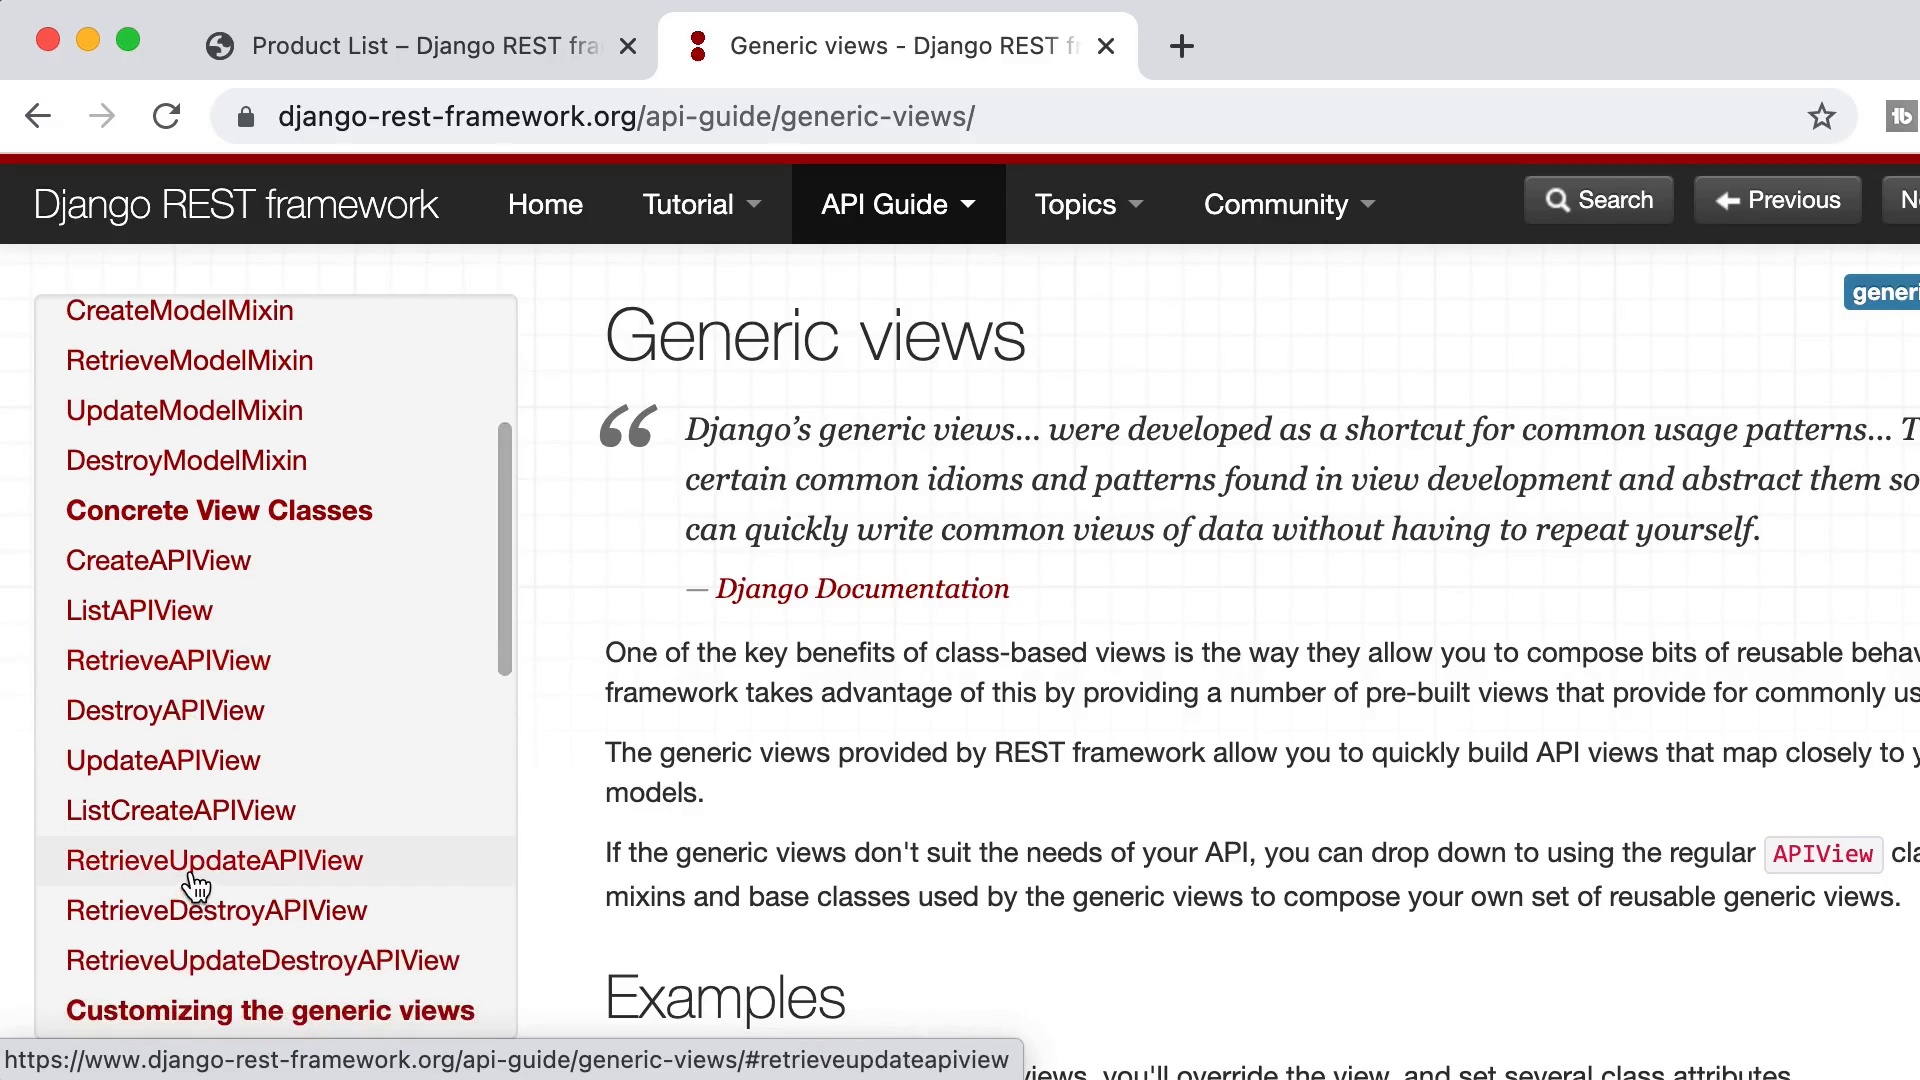 Product List – Django REST fra
Generic views - Django REST f
django-rest-framework.org/api-guide/generic-views/
Django REST framework
Home
Tutorial
API Guide
Topics
Community
Search
Previous
CreateModelMixin
RetrieveModelMixin
UpdateModelMixin
DestroyModelMixin
Concrete View Classes
CreateAPIView
ListAPIView
RetrieveAPIView
DestroyAPIView
UpdateAPIView
ListCreateAPIView
RetrieveUpdateAPIView
RetrieveDestroyAPIView
RetrieveUpdateDestroyAPIView
Customizing the generic views
https://www.django-rest-framework.org/api-guide/generic-views/#retrieveupdateapiview
generi
Generic views
“ Django’s generic views... were developed as a shortcut for common usage patterns... T
certain common idioms and patterns found in view development and abstract them so
can quickly write common views of data without having to repeat yourself.
— Django Documentation
One of the key benefits of class-based views is the way they allow you to compose bits of reusable behav
framework takes advantage of this by providing a number of pre-built views that provide for commonly us
The generic views provided by REST framework allow you to quickly build API views that map closely to y
models.
If the generic views don't suit the needs of your API, you can drop down to using the regular APIView cla
mixins and base classes used by the generic views to compose your own set of reusable generic views.
Examples
views, you'll override the view, and set several class attributes.